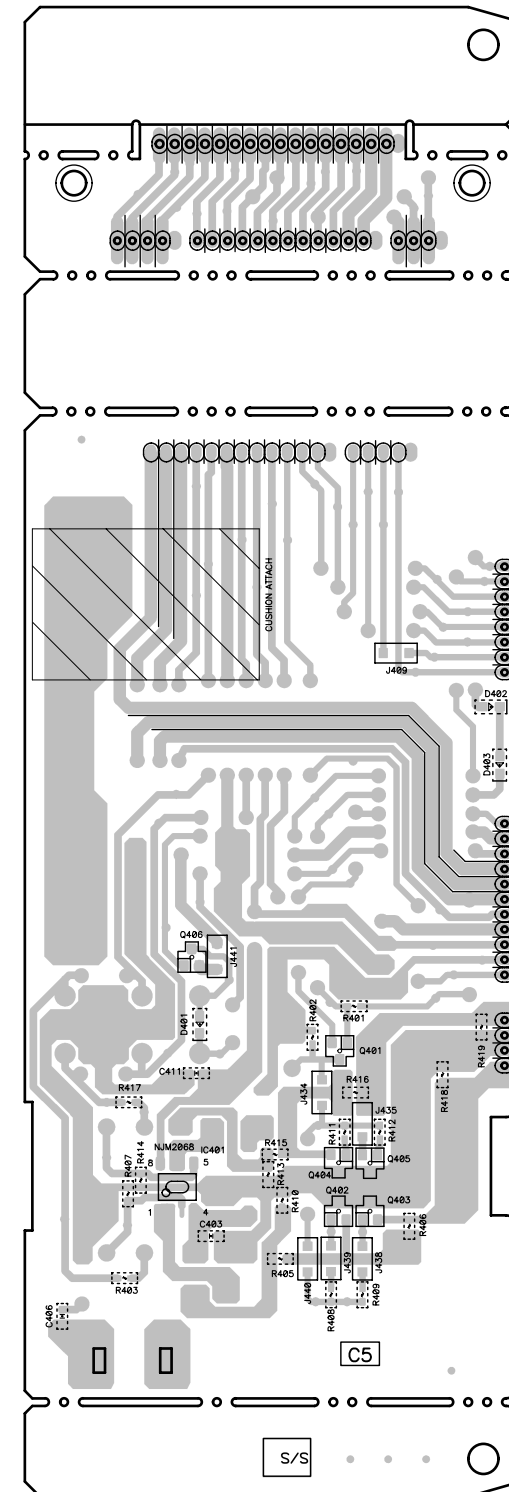 CUSHION ATTACH
J409
D402
D403
Q406
J441
D401
R402
R401
Q401
R419
C411
R417
J434
R416
R418
J435
R411
R412
NJM2068
IC401
R415
R414
8
5
R407
R413
Q404
Q405
R410
1
4
Q402
Q403
C403
R406
R405
J440
J439
J438
R403
R408
R409
C406
C5
S/S